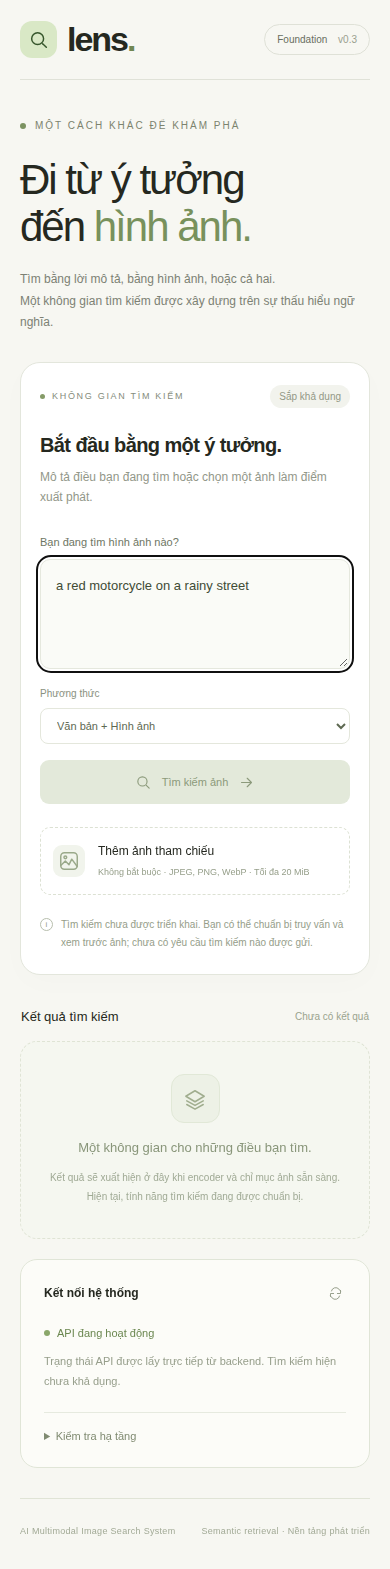 lens.
Foundation v0.3
MỘT CÁCH KHÁC ĐỂ KHÁM PHÁ
Đi từ ý tưởng
đến hình ảnh.
Tìm bằng lời mô tả, bằng hình ảnh, hoặc cả hai.
Một không gian tìm kiếm được xây dựng trên sự thấu hiểu ngữ
nghĩa.
KHÔNG GIAN TÌM KIẾM
Sắp khả dụng
Bắt đầu bằng một ý tưởng.
Mô tả điều bạn đang tìm hoặc chọn một ảnh làm điểm
xuất phát.
Bạn đang tìm hình ảnh nào?
a red motorcycle on a rainy street
Phương thức
Văn bản + Hình ảnh
Tìm kiếm ảnh
Thêm ảnh tham chiếu
Không bắt buộc · JPEG, PNG, WebP · Tối đa 20 MiB
Tìm kiếm chưa được triển khai. Bạn có thể chuẩn bị truy vấn và
xem trước ảnh; chưa có yêu cầu tìm kiếm nào được gửi.
Kết quả tìm kiếm
Chưa có kết quả
Một không gian cho những điều bạn tìm.
Kết quả sẽ xuất hiện ở đây khi encoder và chỉ mục ảnh sẵn sàng.
Hiện tại, tính năng tìm kiếm đang được chuẩn bị.
Kết nối hệ thống
API đang hoạt động
Trạng thái API được lấy trực tiếp từ backend. Tìm kiếm hiện
chưa khả dụng.
Kiểm tra hạ tầng
AI Multimodal Image Search System
Semantic retrieval · Nền tảng phát triển